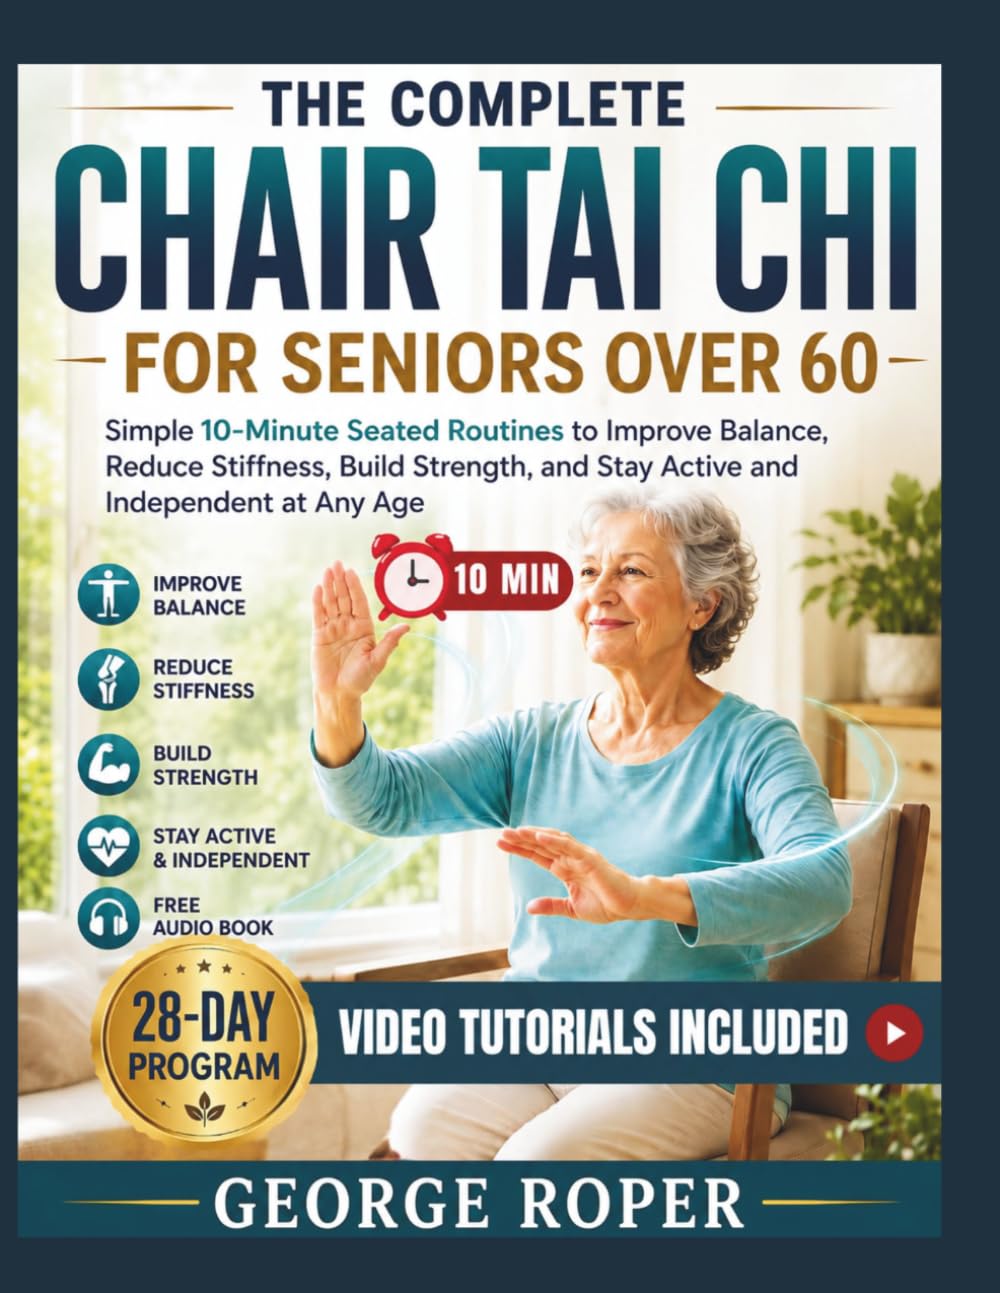 THE COMPLETE
CHAIR TAI CHI
FOR SENIORS OVER 60
Simple 10-Minute Seated Routines to Improve Balance,
Reduce Stiffness, Build Strength, and Stay Active and
Independent at Any Age
10 MIN
IMPROVE
BALANCE
REDUCE
STIFFNESS
BUILD
STRENGTH
STAY ACTIVE
& INDEPENDENT
FREE
AUDIO BOOK
28-DAY
PROGRAM
VIDEO TUTORIALS INCLUDED
GEORGE ROPER